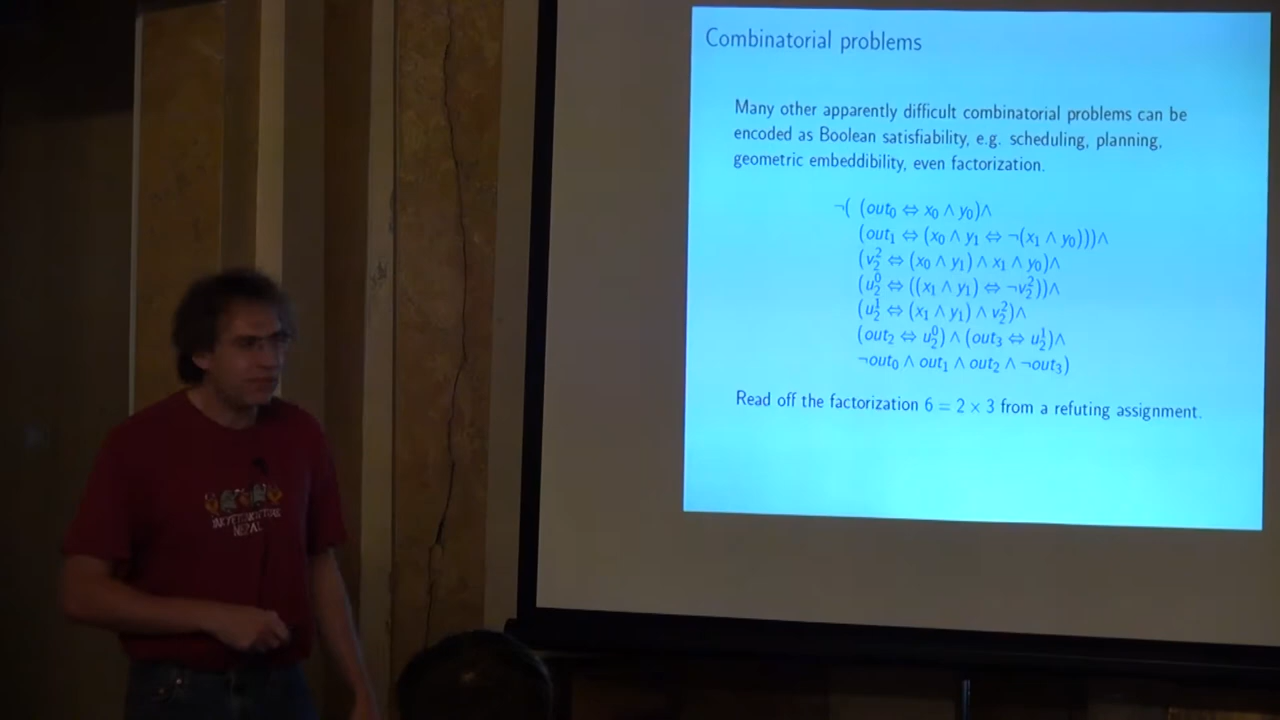 Combinatorial problems
Many other apparently difficult combinatorial problems can be
encoded as Boolean satisfiability, e.g. scheduling, planning,
geometric embeddibility, even factorization.
¬( (out₀ ⇔ x₀ ∧ y₀)∧
(out₁ ⇔ (x₀ ∧ y₁ ⇔ ¬(x₁ ∧ y₀)))∧
(v₂² ⇔ (x₀ ∧ y₁) ∧ x₁ ∧ y₀)∧
(u₂⁰ ⇔ ((x₁ ∧ y₁) ⇔ ¬v₂²))∧
(u₂¹ ⇔ (x₁ ∧ y₁) ∧ v₂²)∧
(out₂ ⇔ u₂⁰) ∧ (out₃ ⇔ u₂¹)∧
¬out₀ ∧ out₁ ∧ out₂ ∧ ¬out₃)
Read off the factorization 6 = 2 × 3 from a refuting assignment.
NEPAL